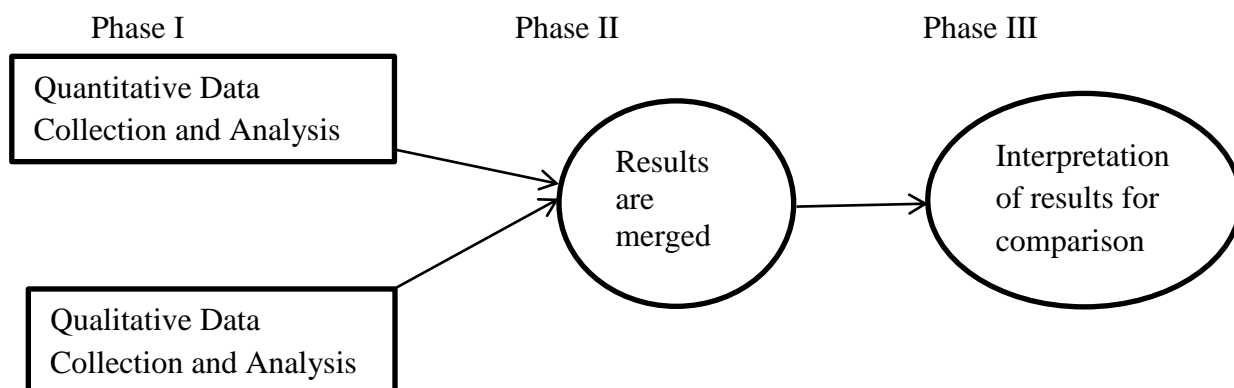 Phase I
Phase II
Phase III
Quantitative Data
Collection and Analysis
Results
are
merged
Interpretation
of results for
comparison
Qualitative Data
Collection and Analysis